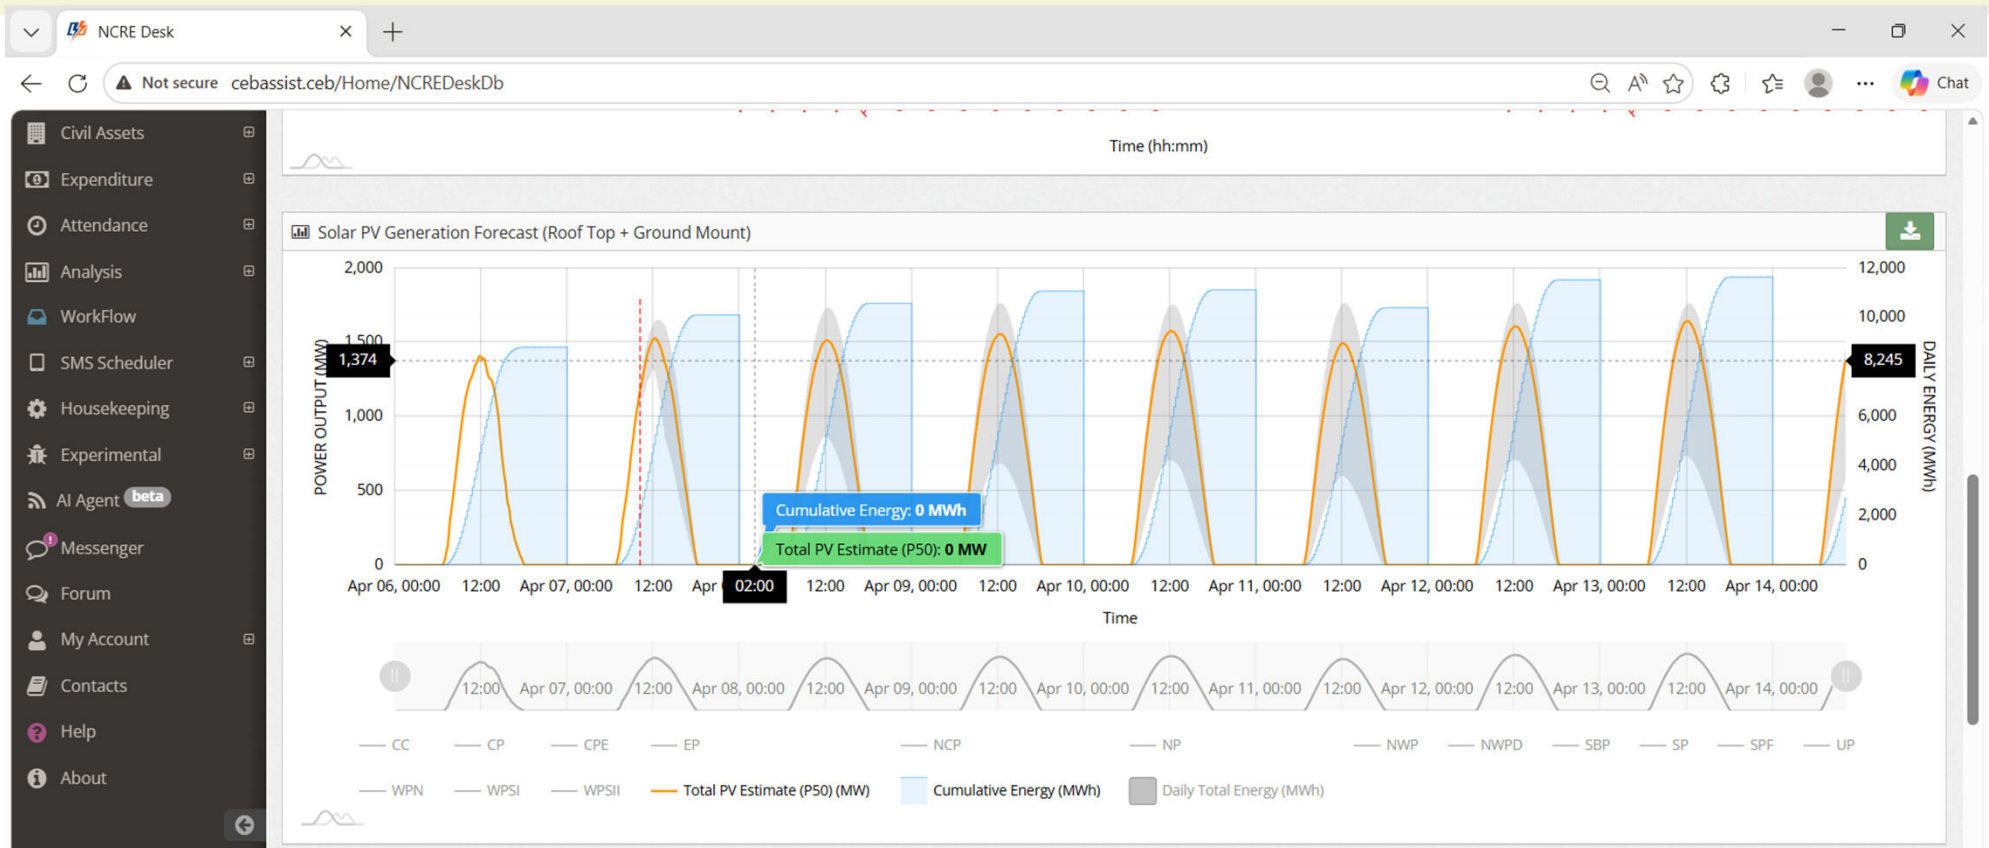 NCRE Desk
Not secure cebassist.ceb/Home/NCREDeskDb
Chat
Civil Assets
Expenditure
Attendance
Analysis
WorkFlow
SMS Scheduler
Housekeeping
Experimental
AI Agent beta
Messenger
Forum
My Account
Contacts
Help
About
Time (hh:mm)
Solar PV Generation Forecast (Roof Top + Ground Mount)
2,000
1,500
1,374
1,000
500
0
POWER OUTPUT (MW)
12,000
10,000
8,245
6,000
4,000
2,000
0
DAILY ENERGY (MWh)
Cumulative Energy: 0 MWh
Total PV Estimate (P50): 0 MW
Apr 06, 00:00 12:00 Apr 07, 00:00 12:00 Apr 02:00 12:00 Apr 09, 00:00 12:00 Apr 10, 00:00 12:00 Apr 11, 00:00 12:00 Apr 12, 00:00 12:00 Apr 13, 00:00 12:00 Apr 14, 00:00
Time
12:00 Apr 07, 00:00 12:00 Apr 08, 00:00 12:00 Apr 09, 00:00 12:00 Apr 10, 00:00 12:00 Apr 11, 00:00 12:00 Apr 12, 00:00 12:00 Apr 13, 00:00 12:00 Apr 14, 00:00
CC CP CPE EP NCP NP NWP NWPD SBP SP SPF UP
WPN WPSI WPSII Total PV Estimate (P50) (MW) Cumulative Energy (MWh) Daily Total Energy (MWh)